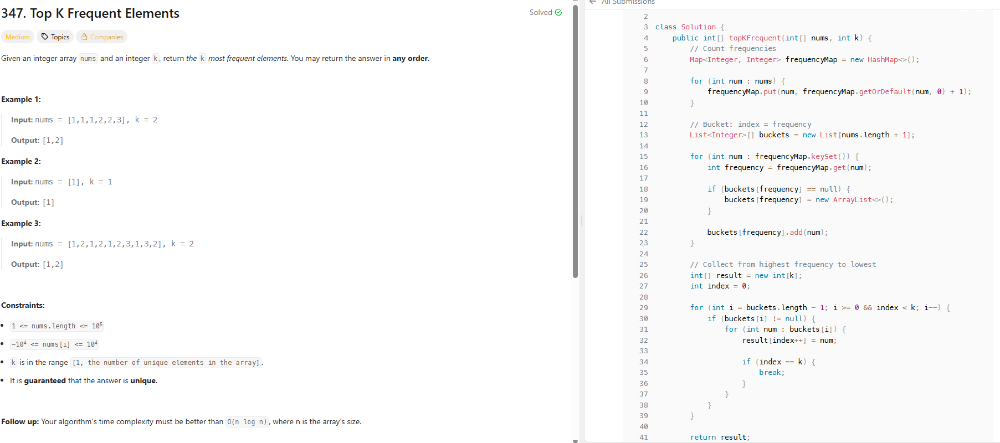 347. Top K Frequent Elements
Solved
Medium Topics Companies
Given an integer array nums and an integer k, return the k most frequent elements. You may return the answer in any order.
Example 1:
Input: nums = [1,1,1,2,2,3], k = 2
Output: [1,2]
Example 2:
Input: nums = [1], k = 1
Output: [1]
Example 3:
Input: nums = [1,2,1,2,1,2,3,1,3,2], k = 2
Output: [1,2]
Constraints:
• 1 <= nums.length <= 10⁵
• -10⁴ <= nums[i] <= 10⁴
• k is in the range [1, the number of unique elements in the array].
• It is guaranteed that the answer is unique.
Follow up: Your algorithm's time complexity must be better than O(n log n), where n is the array's size.
← All Submissions
2
3 class Solution {
4     public int[] topKFrequent(int[] nums, int k) {
5         // Count frequencies
6         Map<Integer, Integer> frequencyMap = new HashMap<>();
7
8         for (int num : nums) {
9             frequencyMap.put(num, frequencyMap.getOrDefault(num, 0) + 1);
10         }
11
12         // Bucket: index = frequency
13         List<Integer>[] buckets = new List[nums.length + 1];
14
15         for (int num : frequencyMap.keySet()) {
16             int frequency = frequencyMap.get(num);
17
18             if (buckets[frequency] == null) {
19                 buckets[frequency] = new ArrayList<>();
20             }
21
22             buckets[frequency].add(num);
23         }
24
25         // Collect from highest frequency to lowest
26         int[] result = new int[k];
27         int index = 0;
28
29         for (int i = buckets.length - 1; i >= 0 && index < k; i--) {
30             if (buckets[i] != null) {
31                 for (int num : buckets[i]) {
32                     result[index++] = num;
33
34                     if (index == k) {
35                         break;
36                     }
37                 }
38             }
39         }
40
41         return result;